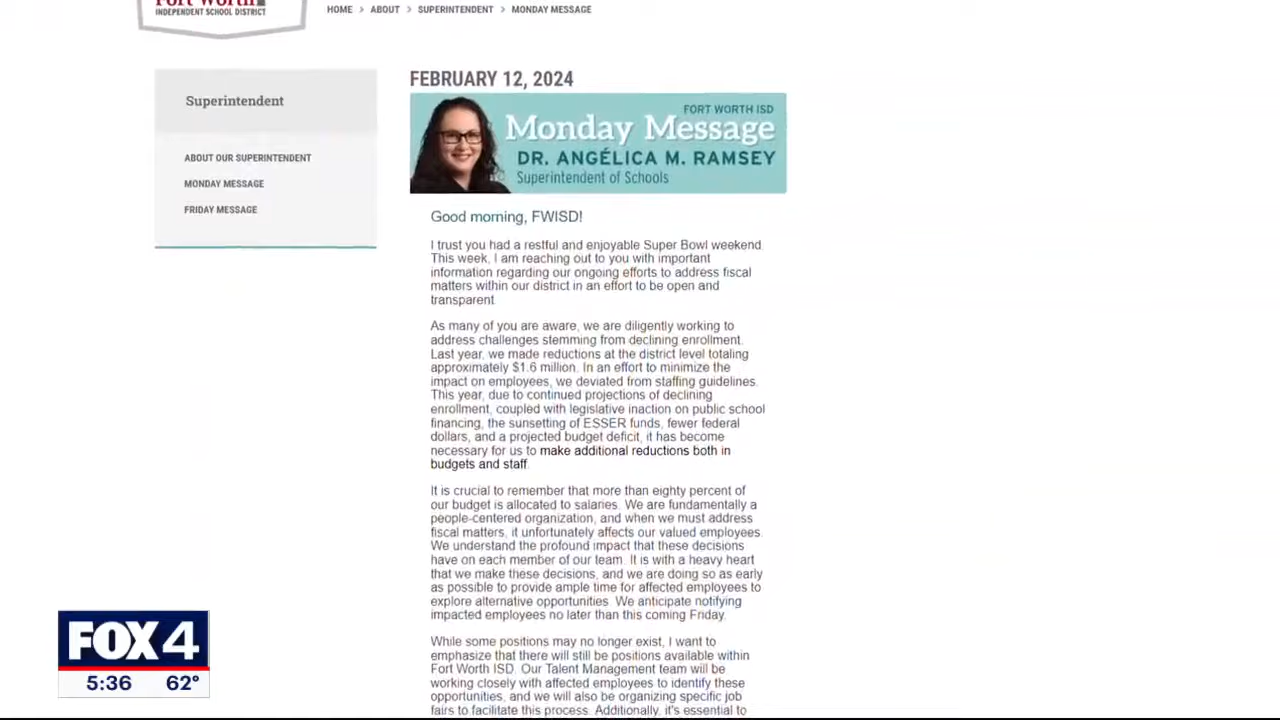 Fort Worth
INDEPENDENT SCHOOL DISTRICT
HOME > ABOUT > SUPERINTENDENT > MONDAY MESSAGE
Superintendent
ABOUT OUR SUPERINTENDENT
MONDAY MESSAGE
FRIDAY MESSAGE
FEBRUARY 12, 2024
FORT WORTH ISD
Monday Message
DR. ANGÉLICA M. RAMSEY
Superintendent of Schools
Good morning, FWISD!
I trust you had a restful and enjoyable Super Bowl weekend.
This week, I am reaching out to you with important
information regarding our ongoing efforts to address fiscal
matters within our district in an effort to be open and
transparent.
As many of you are aware, we are diligently working to
address challenges stemming from declining enrollment.
Last year, we made reductions at the district level totaling
approximately $1.6 million. In an effort to minimize the
impact on employees, we deviated from staffing guidelines.
This year, due to continued projections of declining
enrollment, coupled with legislative inaction on public school
financing, the sunsetting of ESSER funds, fewer federal
dollars, and a projected budget deficit, it has become
necessary for us to make additional reductions both in
budgets and staff.
It is crucial to remember that more than eighty percent of
our budget is allocated to salaries. We are fundamentally a
people-centered organization, and when we must address
fiscal matters, it unfortunately affects our valued employees.
We understand the profound impact that these decisions
have on each member of our team. It is with a heavy heart
that we make these decisions, and we are doing so as early
as possible to provide ample time for affected employees to
explore alternative opportunities. We anticipate notifying
impacted employees no later than this coming Friday.
While some positions may no longer exist, I want to
emphasize that there will still be positions available within
Fort Worth ISD. Our Talent Management team will be
working closely with affected employees to identify these
opportunities, and we will also be organizing specific job
fairs to facilitate this process. Additionally, it's essential to
FOX 4
5:36 62°